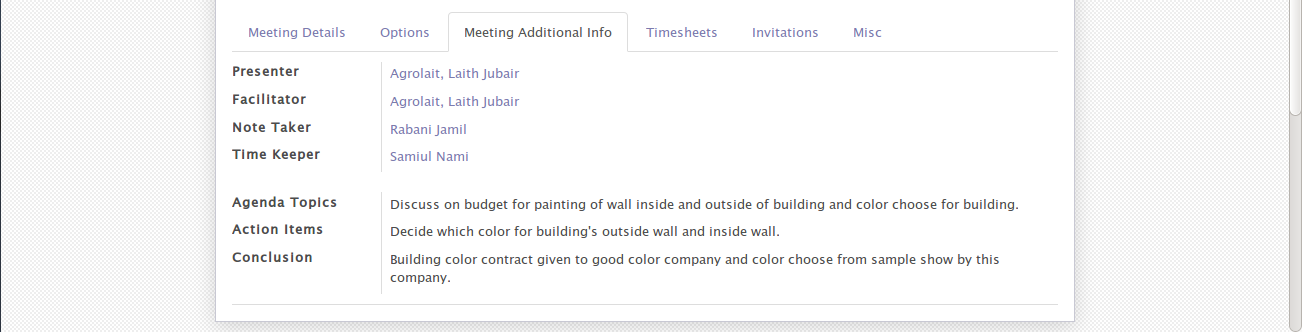 Meeting Details Options Meeting Additional Info Timesheets Invitations Misc
Presenter Agrolait, Laith Jubair
Facilitator Agrolait, Laith Jubair
Note Taker Rabani Jamil
Time Keeper Samiul Nami
Agenda Topics Discuss on budget for painting of wall inside and outside of building and color choose for building.
Action Items Decide which color for building's outside wall and inside wall.
Conclusion Building color contract given to good color company and color choose from sample show by this
company.